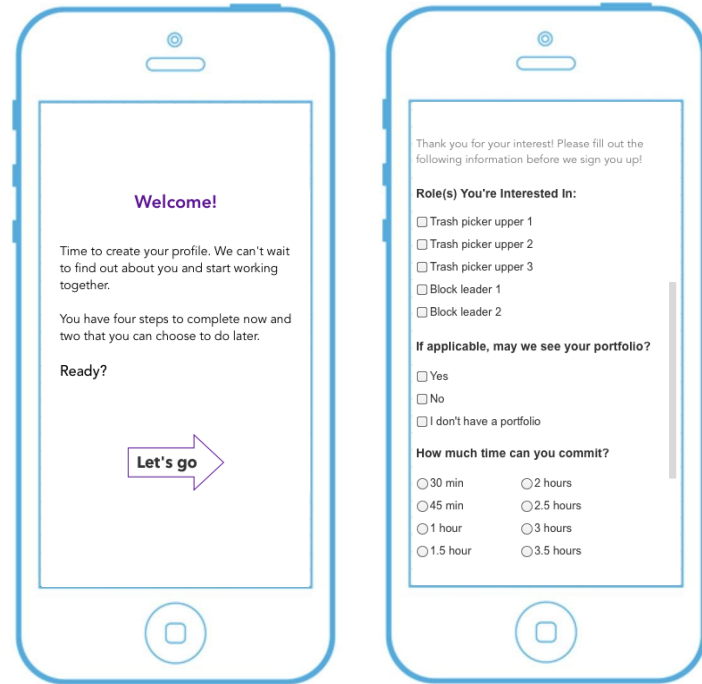 Welcome!
Time to create your profile. We can't wait
to find out about you and start working
together.
You have four steps to complete now and
two that you can choose to do later.
Ready?
Let's go
Thank you for your interest! Please fill out the
following information before we sign you up!
Role(s) You're Interested In:
Trash picker upper 1
Trash picker upper 2
Trash picker upper 3
Block leader 1
Block leader 2
If applicable, may we see your portfolio?
Yes
No
I don't have a portfolio
How much time can you commit?
30 min 2 hours
45 min 2.5 hours
1 hour 3 hours
1.5 hour 3.5 hours